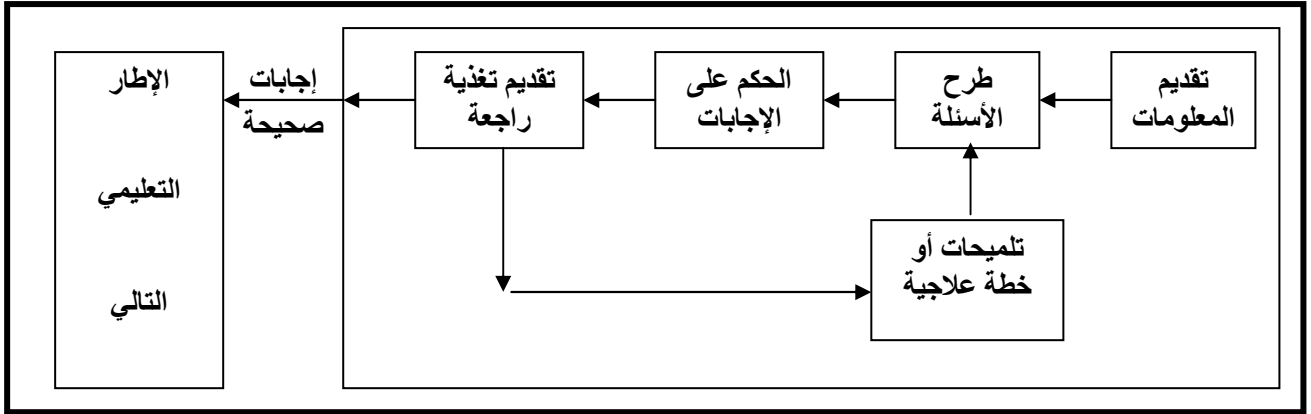 تقديم
المعلومات
طرح
الأسئلة
الحكم على
الإجابات
تقديم تغذية
راجعة
إجابات
صحيحة
الإطار
التعليمي
التالي
تلميحات أو
خطة علاجية